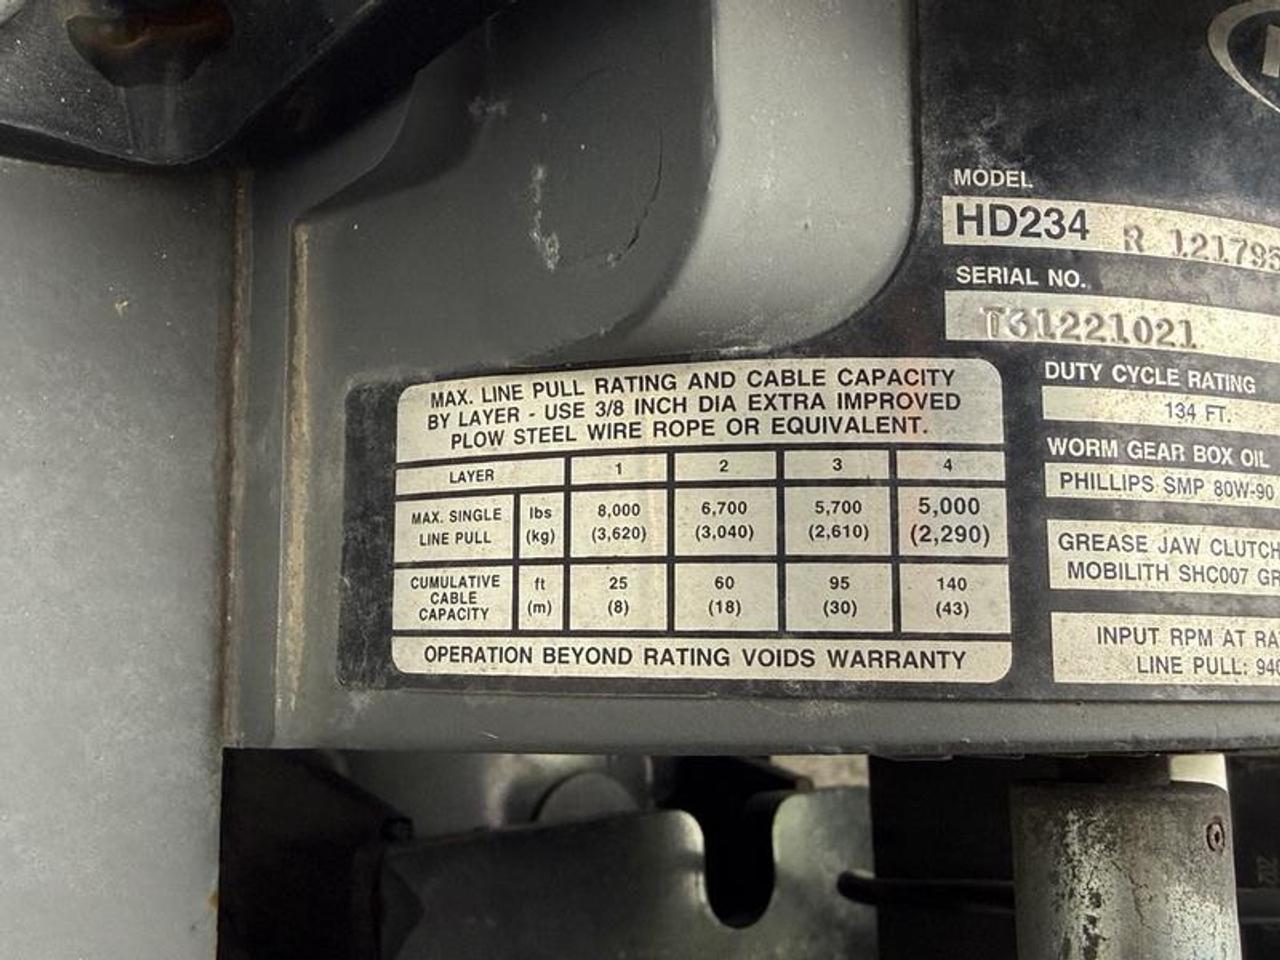 MODEL
HD234 R 121795
SERIAL NO.
T31221021
DUTY CYCLE RATING
134 FT.
WORM GEAR BOX OIL
PHILLIPS SMP 80W-90
GREASE JAW CLUTCH
MOBILITH SHC007
INPUT RPM AT
LINE PULL:
MAX. LINE PULL RATING AND CABLE CAPACITY
BY LAYER - USE 3/8 INCH DIA EXTRA IMPROVED
PLOW STEEL WIRE ROPE OR EQUIVALENT.
LAYER 1 2 3 4
MAX. SINGLE LINE PULL lbs 8,000 6,700 5,700 5,000
(kg) (3,620) (3,040) (2,610) (2,290)
CUMULATIVE CABLE CAPACITY ft 25 60 95 140
(m) (8) (18) (30) (43)
OPERATION BEYOND RATING VOIDS WARRANTY